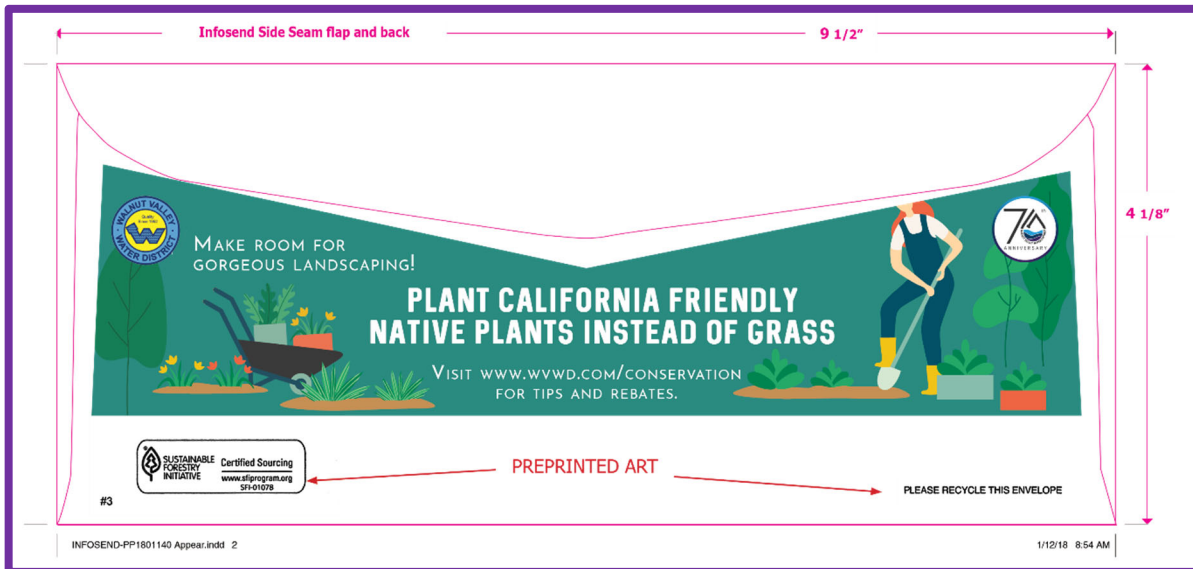 Infosend Side Seam flap and back
9 1/2"
4 1/8"
WALNUT VALLEY
WATER DISTRICT
Quality
W
MAKE ROOM FOR
GORGEOUS LANDSCAPING!
7
ANNIVERSARY
PLANT CALIFORNIA FRIENDLY
NATIVE PLANTS INSTEAD OF GRASS
VISIT WWW.WVWD.COM/CONSERVATION
FOR TIPS AND REBATES.
SUSTAINABLE
FORESTRY
INITIATIVE
Certified Sourcing
www.sfiprogram.org
SFI-01078
PREPRINTED ART
#3
PLEASE RECYCLE THIS ENVELOPE
INFOSEND-PP1801140 Appear.indd 2
1/12/18 8:54 AM